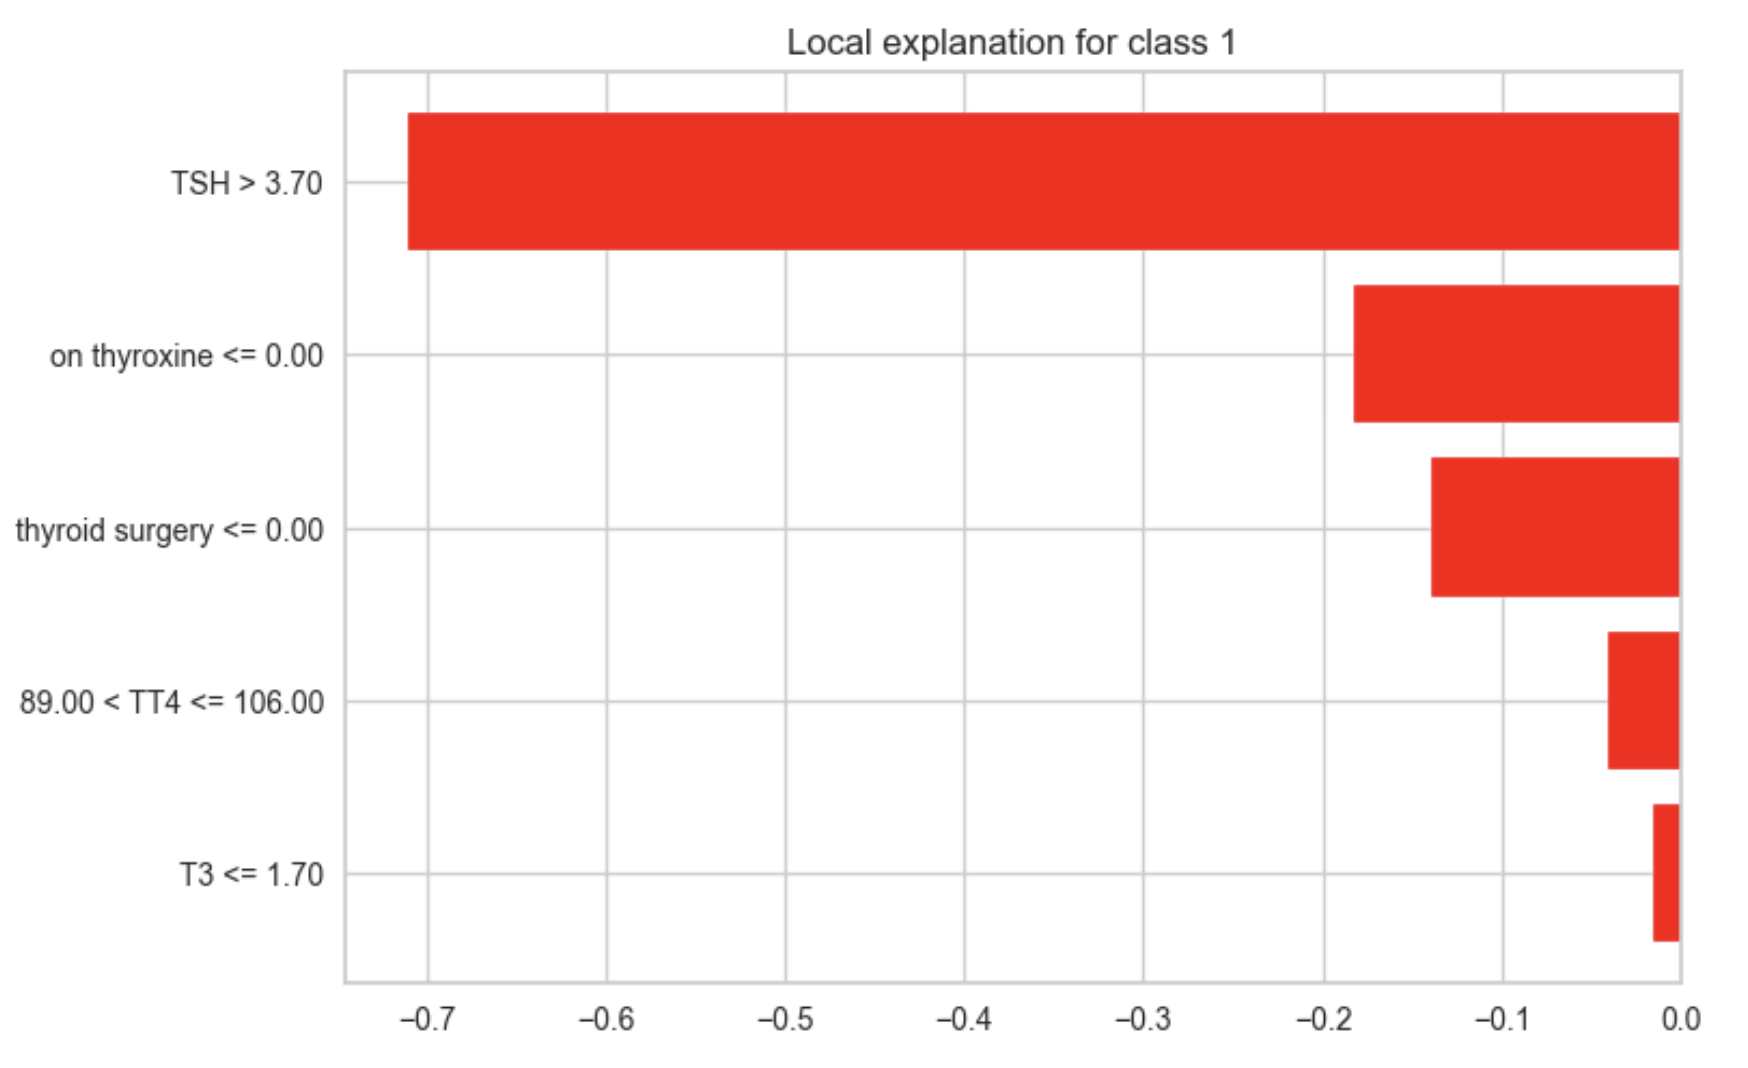 Local explanation for class 1
TSH > 3.70
on thyroxine <= 0.00
thyroid surgery <= 0.00
89.00 < TT4 <= 106.00
T3 <= 1.70
−0.7 −0.6 −0.5 −0.4 −0.3 −0.2 −0.1 0.0